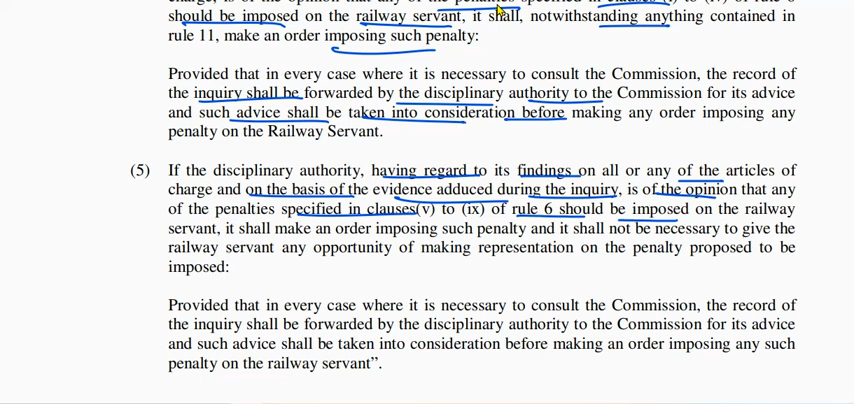 should be imposed on the railway servant, it shall, notwithstanding anything contained in
rule 11, make an order imposing such penalty:
Provided that in every case where it is necessary to consult the Commission, the record of
the inquiry shall be forwarded by the disciplinary authority to the Commission for its advice
and such advice shall be taken into consideration before making any order imposing any
penalty on the Railway Servant.
(5) If the disciplinary authority, having regard to its findings on all or any of the articles of
charge and on the basis of the evidence adduced during the inquiry, is of the opinion that any
of the penalties specified in clauses(v) to (ix) of rule 6 should be imposed on the railway
servant, it shall make an order imposing such penalty and it shall not be necessary to give the
railway servant any opportunity of making representation on the penalty proposed to be
imposed:
Provided that in every case where it is necessary to consult the Commission, the record of
the inquiry shall be forwarded by the disciplinary authority to the Commission for its advice
and such advice shall be taken into consideration before making an order imposing any such
penalty on the railway servant”.